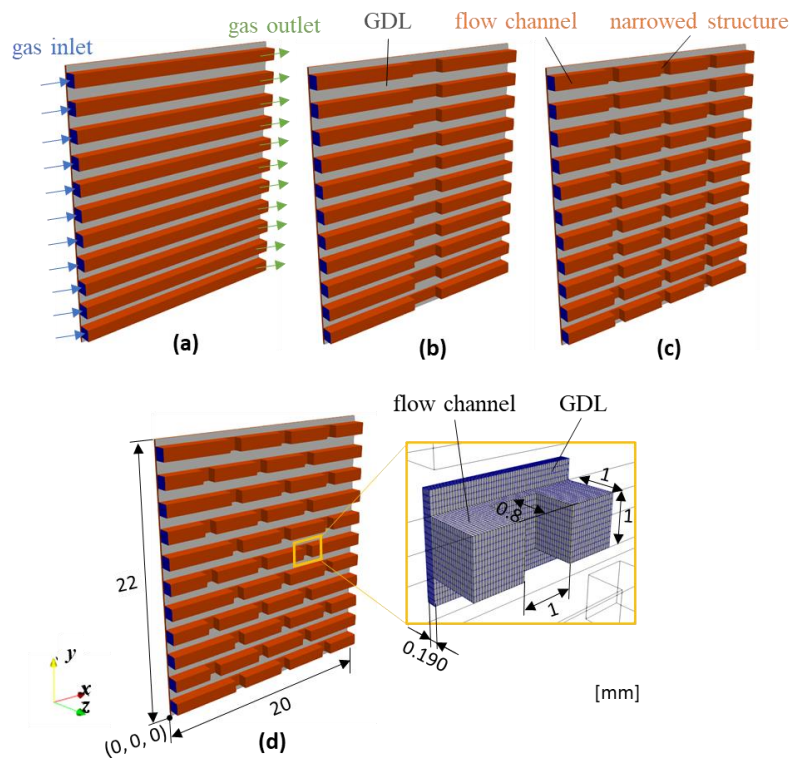 gas inlet
gas outlet
GDL
flow channel
narrowed structure
(a)
(b)
(c)
flow channel
GDL
1
0.8
1
1
0.190
22
20
y
x
z
(0, 0, 0)
(d)
[mm]